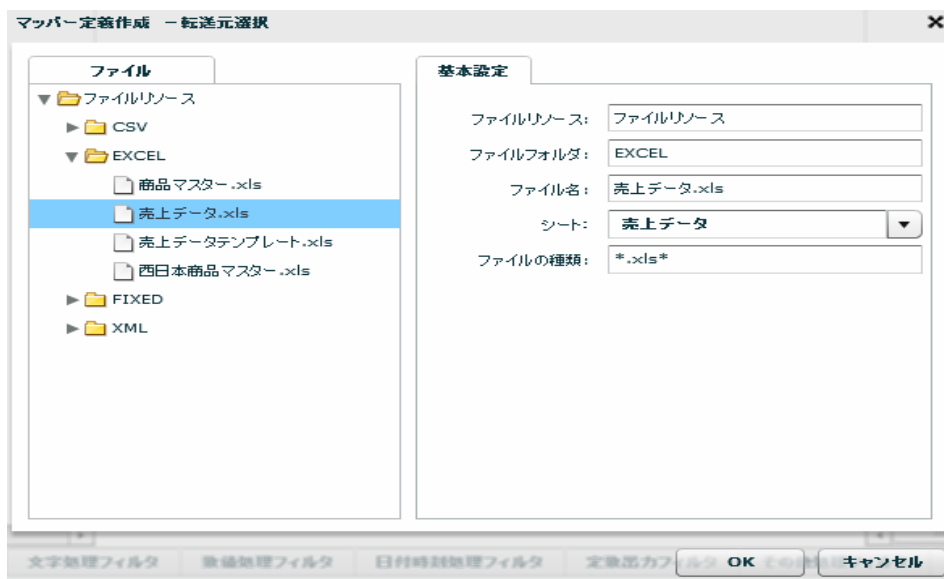 マッパー定義作成 －転送元選択
ファイル
ファイルリソース
CSV
EXCEL
商品マスター.xls
売上データ.xls
売上データテンプレート.xls
西日本商品マスター.xls
FIXED
XML
基本設定
ファイルリソース: ファイルリソース
ファイルフォルダ: EXCEL
ファイル名: 売上データ.xls
シート: 売上データ
ファイルの種類: *.xls*
文字処理フィルタ 数値処理フィルタ 日付時刻処理フィルタ 定数出力フィルタ OK キャンセル